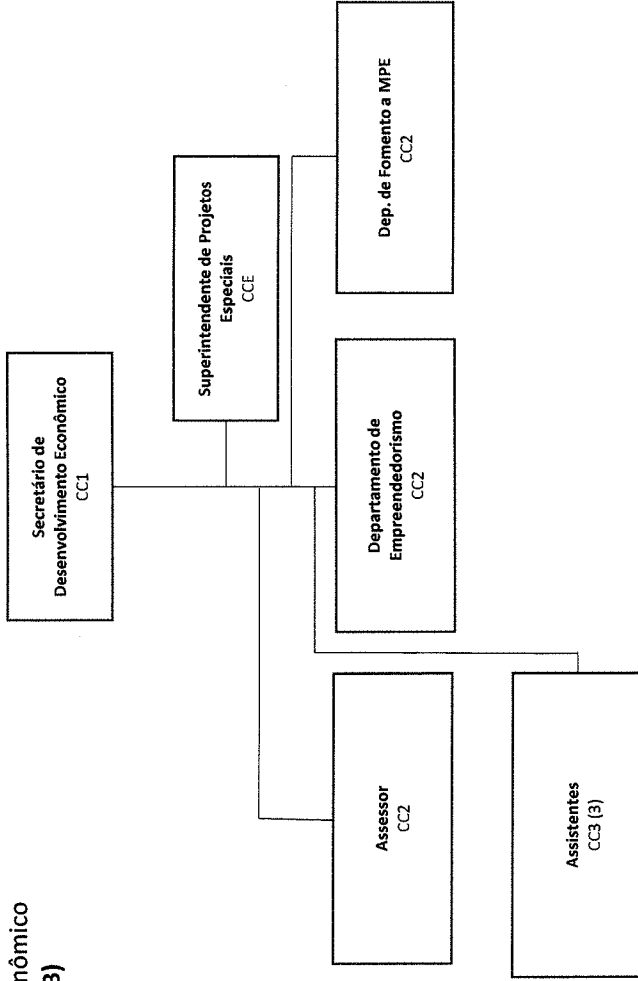 nômico
3)
Secretário de
Desenvolvimento Econômico
CC1
Superintendente de Projetos
Especiais
CCE
Assessor
CC2
Departamento de
Empreendedorismo
CC2
Dep. de Fomento a MPE
CC2
Assistentes
CC3 (3)